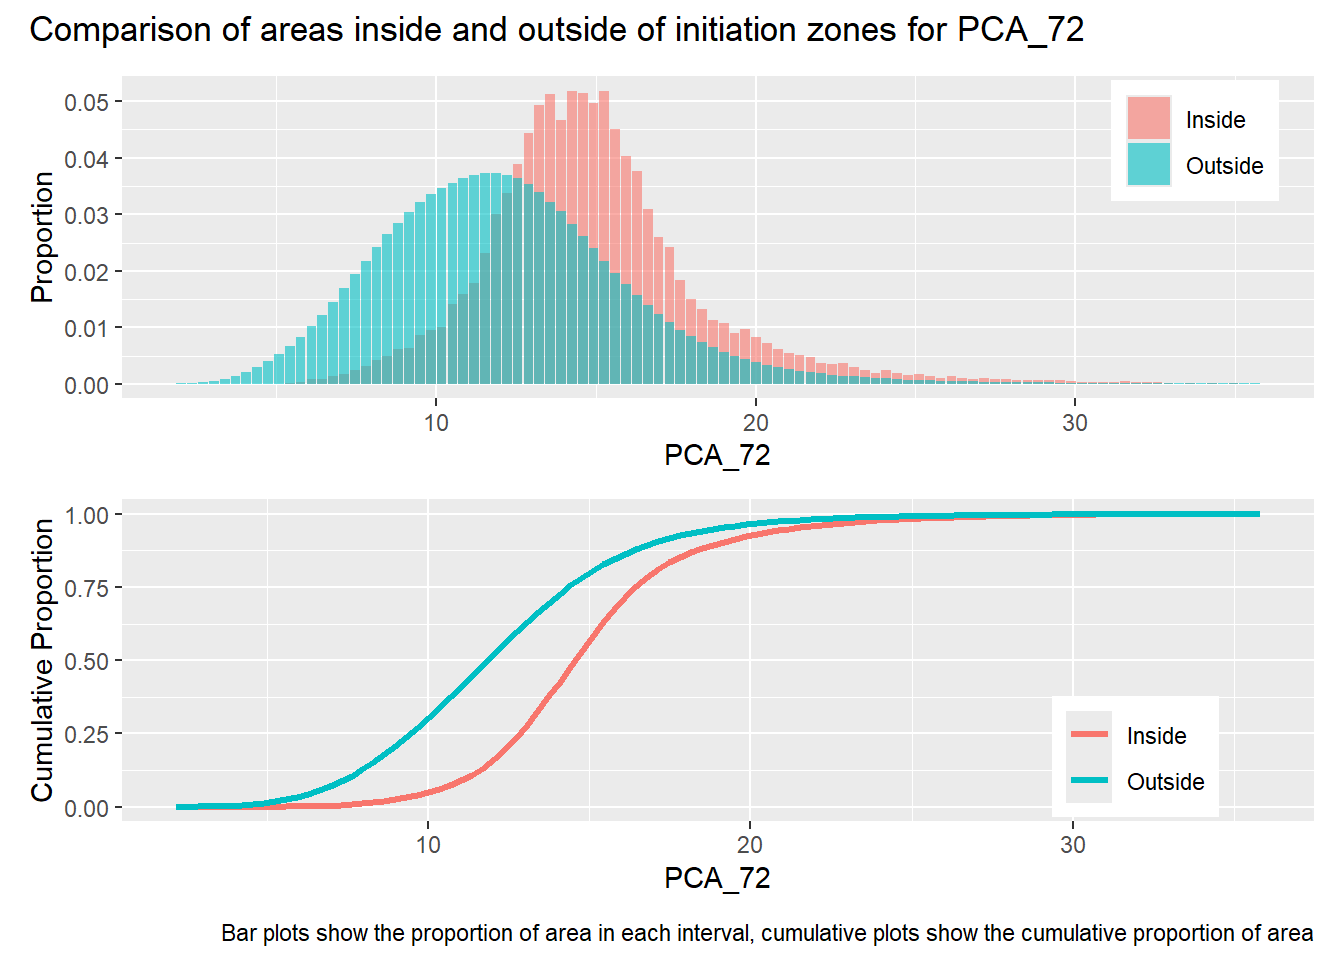 Comparison of areas inside and outside of initiation zones for PCA_72
Proportion
0.05
0.04
0.03
0.02
0.01
0.00
Inside
Outside
10
20
30
PCA_72
Cumulative Proportion
1.00
0.75
0.50
0.25
0.00
Inside
Outside
10
20
30
PCA_72
Bar plots show the proportion of area in each interval, cumulative plots show the cumulative proportion of area